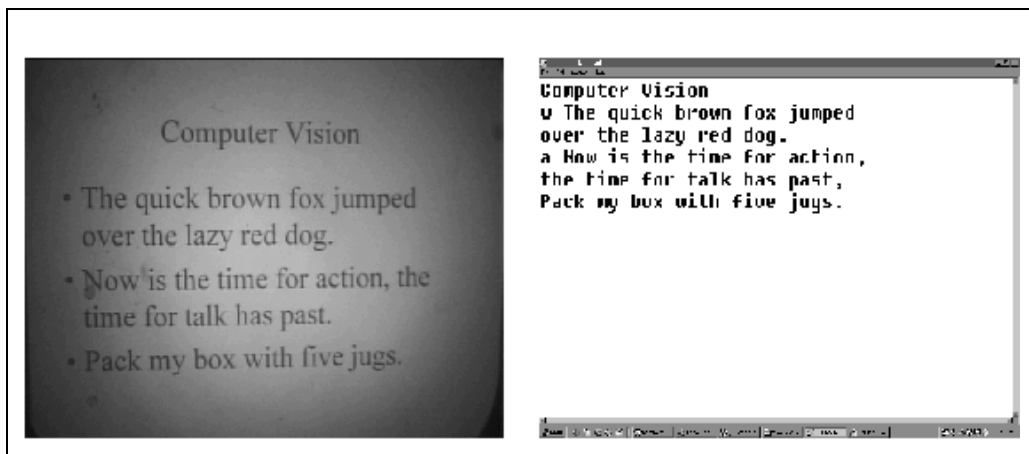 Computer Vision
• The quick brown fox jumped
over the lazy red dog.
• Now is the time for action, the
time for talk has past.
• Pack my box with five jugs.
Computer Vision
v The quick brown fox jumped
over the lazy red dog.
a Now is the time for action,
the time for talk has past,
Pack my box with five jugs.